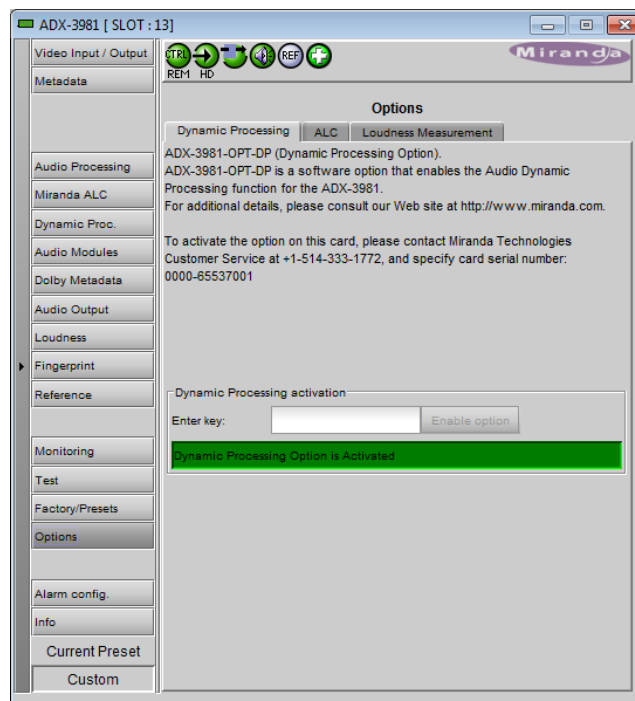 ADX-3981 [ SLOT : 13]
Video Input / Output
Metadata
Audio Processing
Miranda ALC
Dynamic Proc.
Audio Modules
Dolby Metadata
Audio Output
Loudness
Fingerprint
Reference
Monitoring
Test
Factory/Presets
Options
Alarm config.
Info
Current Preset
Custom
CTRL
REF
REM HD
Miranda
Options
Dynamic Processing ALC Loudness Measurement
ADX-3981-OPT-DP (Dynamic Processing Option).
ADX-3981-OPT-DP is a software option that enables the Audio Dynamic
Processing function for the ADX-3981.
For additional details, please consult our Web site at http://www.miranda.com.
To activate the option on this card, please contact Miranda Technologies
Customer Service at +1-514-333-1772, and specify card serial number:
0000-65537001
Dynamic Processing activation
Enter key: Enable option
Dynamic Processing Option is Activated